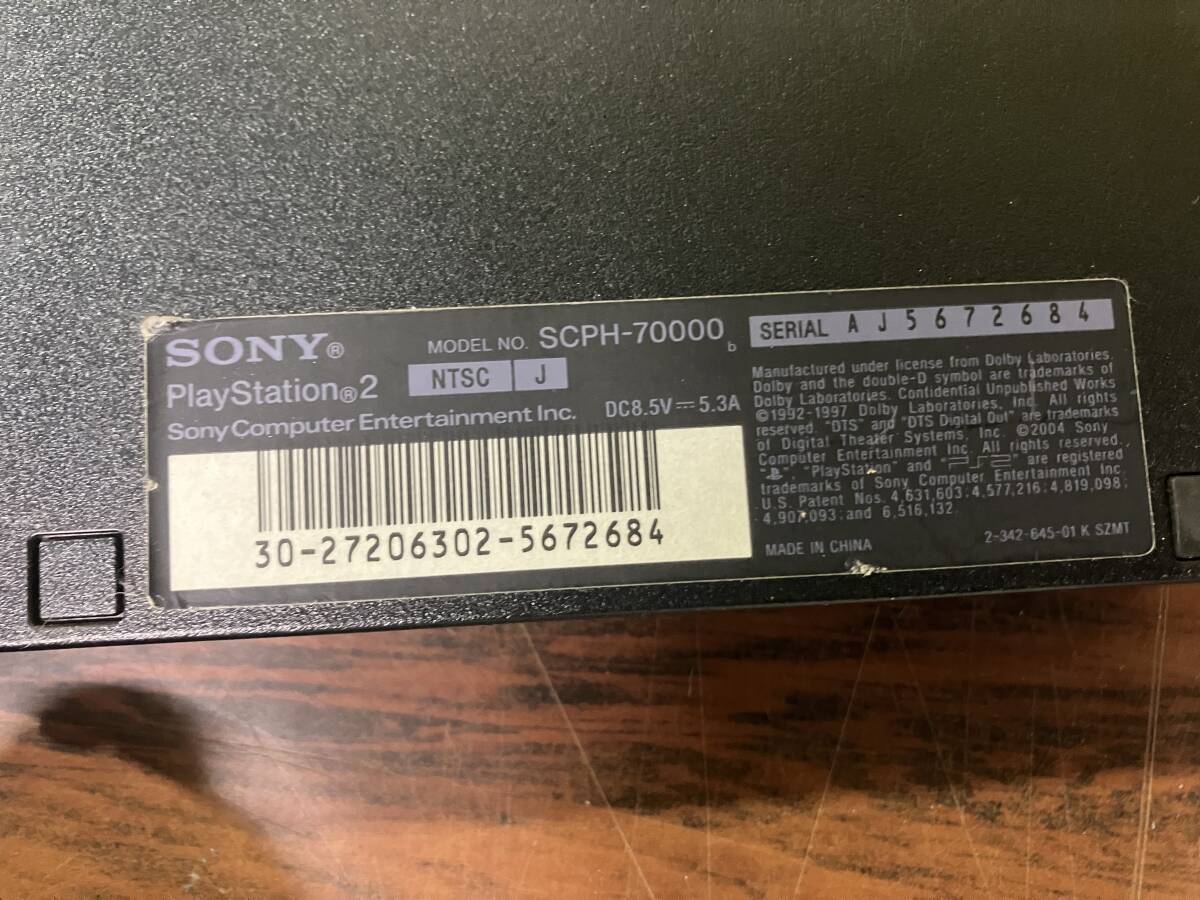 SONY®
PlayStation®2
MODEL NO. SCPH-70000 b
NTSC J
Sony Computer Entertainment Inc.
DC8.5V⎓5.3A
30-27206302-5672684
SERIAL A J 5 6 7 2 6 8 4
Manufactured under license from Dolby Laboratories.
Dolby and the double-D symbol are trademarks of
Dolby Laboratories. Confidential Unpublished Works
©1992-1997 Dolby Laboratories, Inc. All rights
reserved. "DTS" and "DTS Digital Out" are trademarks
of Digital Theater Systems, Inc. ©2004 Sony
Computer Entertainment Inc. All rights reserved.
" ", "PlayStation" and "PS2" are registered
trademarks of Sony Computer Entertainment Inc.
U.S. Patent Nos. 4,631,603; 4,577,216; 4,819,098;
4,907,093; and 6,516,132.
MADE IN CHINA
2-342-645-01 K SZMT